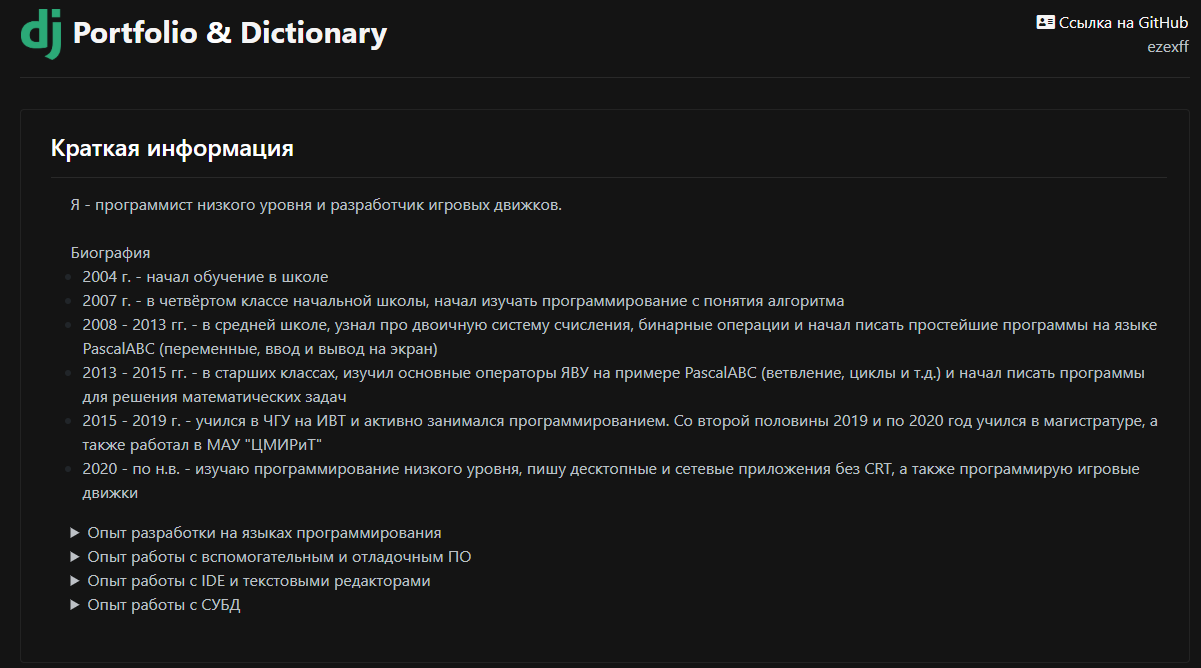 dj Portfolio & Dictionary
Ссылка на GitHub
ezexff
Краткая информация
Я - программист низкого уровня и разработчик игровых движков.
Биография
2004 г. - начал обучение в школе
2007 г. - в четвёртом классе начальной школы, начал изучать программирование с понятия алгоритма
2008 - 2013 гг. - в средней школе, узнал про двоичную систему счисления, бинарные операции и начал писать простейшие программы на языке
PascalABC (переменные, ввод и вывод на экран)
2013 - 2015 гг. - в старших классах, изучил основные операторы ЯВУ на примере PascalABC (ветвление, циклы и т.д.) и начал писать программы
для решения математических задач
2015 - 2019 г. - учился в ЧГУ на ИВТ и активно занимался программированием. Со второй половины 2019 и по 2020 год учился в магистратуре, а
также работал в МАУ "ЦМИРиТ"
2020 - по н.в. - изучаю программирование низкого уровня, пишу десктопные и сетевые приложения без CRT, а также программирую игровые
движки
Опыт разработки на языках программирования
Опыт работы с вспомогательным и отладочным ПО
Опыт работы с IDE и текстовыми редакторами
Опыт работы с СУБД